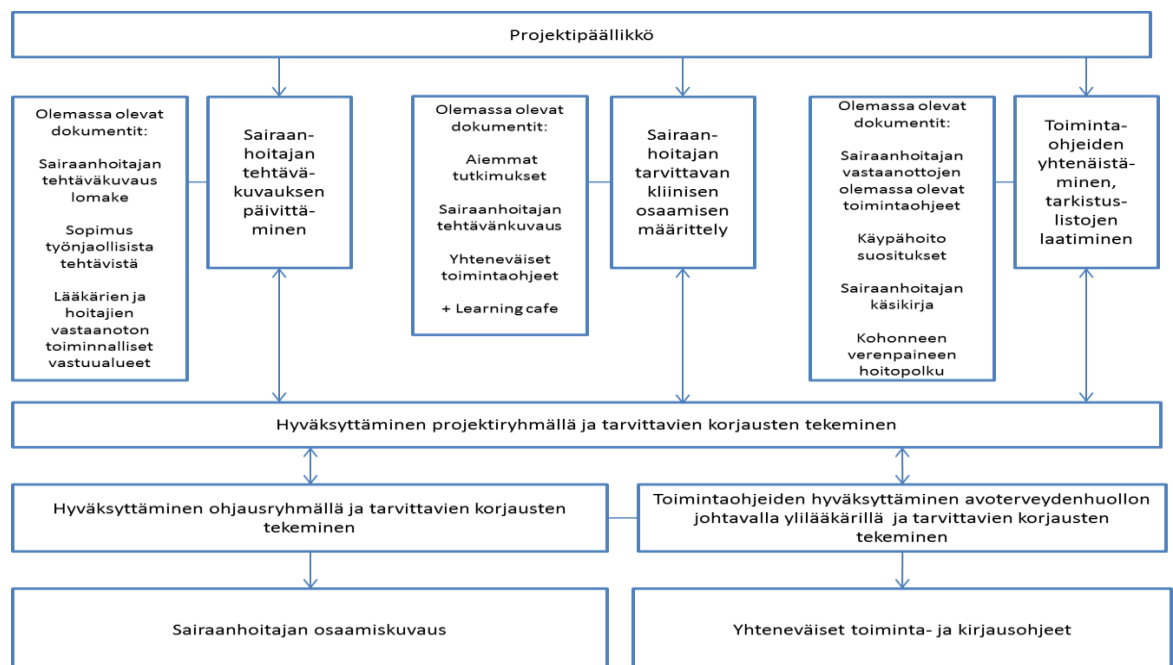 Projektipäällikkö
Olemassa olevat
dokumentit:
Sairaanhoitajan
tehtäväkuvaus
lomake
Sopimus
työnjaollisista
tehtävistä
Lääkärien ja
hoitajien
vastaanoton
toiminnalliset
vastuualueet
Sairaan-
hoitajan
tehtävä-
kuvauksen
päivittä-
minen
Olemassa olevat
dokumentit:
Aiemmat
tutkimukset
Sairaanhoitajan
tehtävänkuvaus
Yhteneväiset
toimintaohjeet
+ Learning cafe
Sairaan-
hoitajan
tarvittavan
kliinisen
osaamisen
määrittely
Olemassa olevat
dokumentit:
Sairaanhoitajan
vastaanottojen
olemassa olevat
toimintaohjeet
Käypähoito
suositukset
Sairaanhoitajan
käsikirja
Kohonneen
verenpaineen
hoitopolku
Toiminta-
ohjeiden
yhtenäistä-
minen,
tarkistus-
listojen
laatiminen
Hyväksyttäminen projektiryhmällä ja tarvittavien korjausten tekeminen
Hyväksyttäminen ohjausryhmällä ja tarvittavien korjausten
tekeminen
Toimintaohjeiden hyväksyttäminen avoterveydenhuollon
johtavalla ylilääkärillä ja tarvittavien korjausten
tekeminen
Sairaanhoitajan osaamiskuvaus
Yhteneväiset toiminta- ja kirjausohjeet